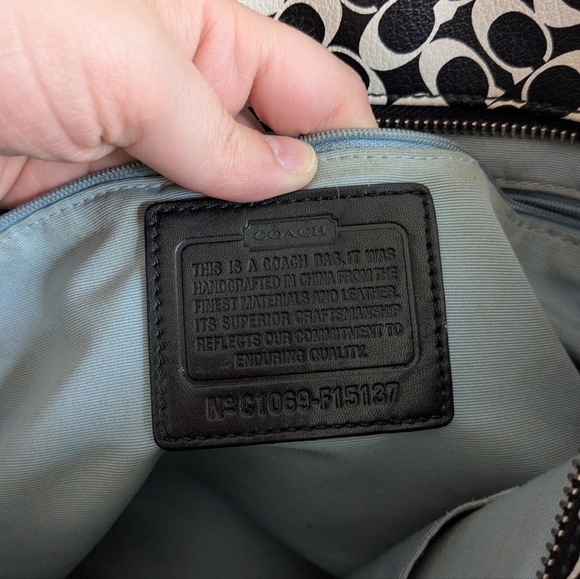 COACH
THIS IS A COACH BAG. IT WAS
HANDCRAFTED IN CHINA FROM THE
FINEST MATERIALS AND LEATHER.
ITS SUPERIOR CRAFTSMANSHIP
REFLECTS OUR COMMITMENT TO
ENDURING QUALITY.
Nº C1069-F15137